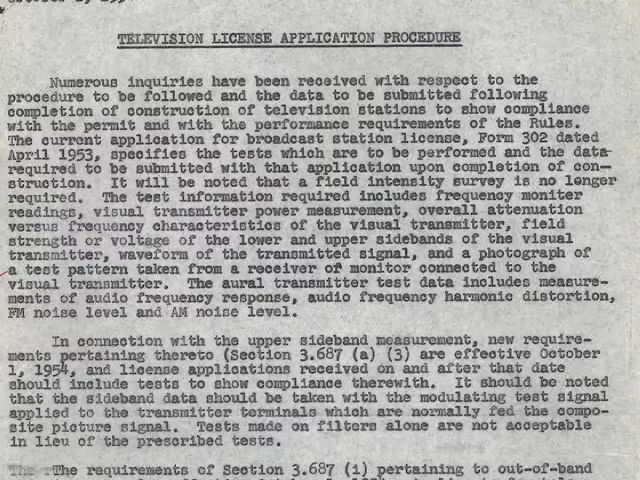 TELEVISION LICENSE APPLICATION PROCEDURE
Numerous inquiries have been received with respect to the
procedure to be followed and the data to be submitted following
completion of construction of television stations to show compliance
with the permit and with the performance requirements of the Rules.
The current application for broadcast station license, Form 302 dated
April 1953, specifies the tests which are to be performed and the data
required to be submitted with that application upon completion of con-
struction. It will be noted that a field intensity survey is no longer
required. The test information required includes frequency moniter
readings, visual transmitter power measurement, overall attenuation
versus frequency characteristics of the visual transmitter, field
strength or voltage of the lower and upper sidebands of the visual
transmitter, waveform of the transmitted signal, and a photograph of
a test pattern taken from a receiver of monitor connected to the
visual transmitter. The aural transmitter test data includes measure-
ments of audio frequency response, audio frequency harmonic distortion,
FM noise level and AM noise level.
In connection with the upper sideband measurement, new require-
ments pertaining thereto (Section 3.687 (a) (3) are effective October
1, 1954, and license applications received on and after that date
should include tests to show compliance therewith. It should be noted
that the sideband data should be taken with the modulating test signal
applied to the transmitter terminals which are normally fed the compo-
site picture signal. Tests made on filters alone are not acceptable
in lieu of the prescribed tests.
The requirements of Section 3.687 (i) pertaining to out-of-band